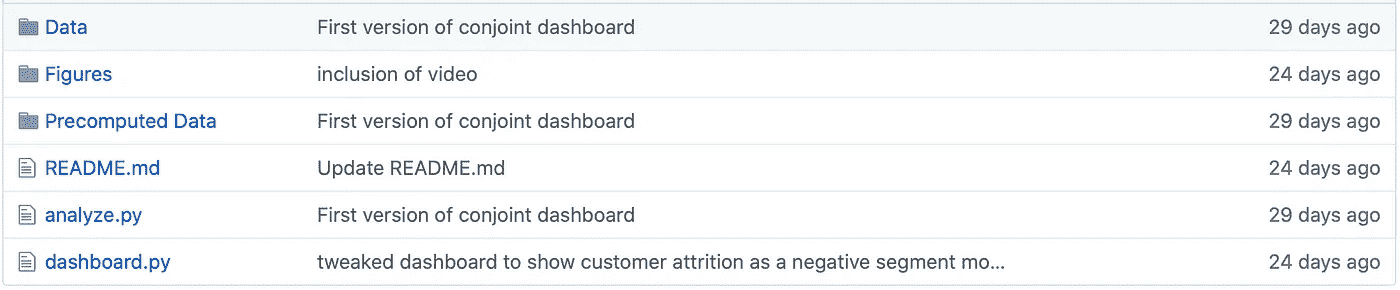 Data First version of conjoint dashboard 29 days ago
Figures inclusion of video 24 days ago
Precomputed Data First version of conjoint dashboard 29 days ago
README.md Update README.md 24 days ago
analyze.py First version of conjoint dashboard 29 days ago
dashboard.py tweaked dashboard to show customer attrition as a negative segment mo... 24 days ago